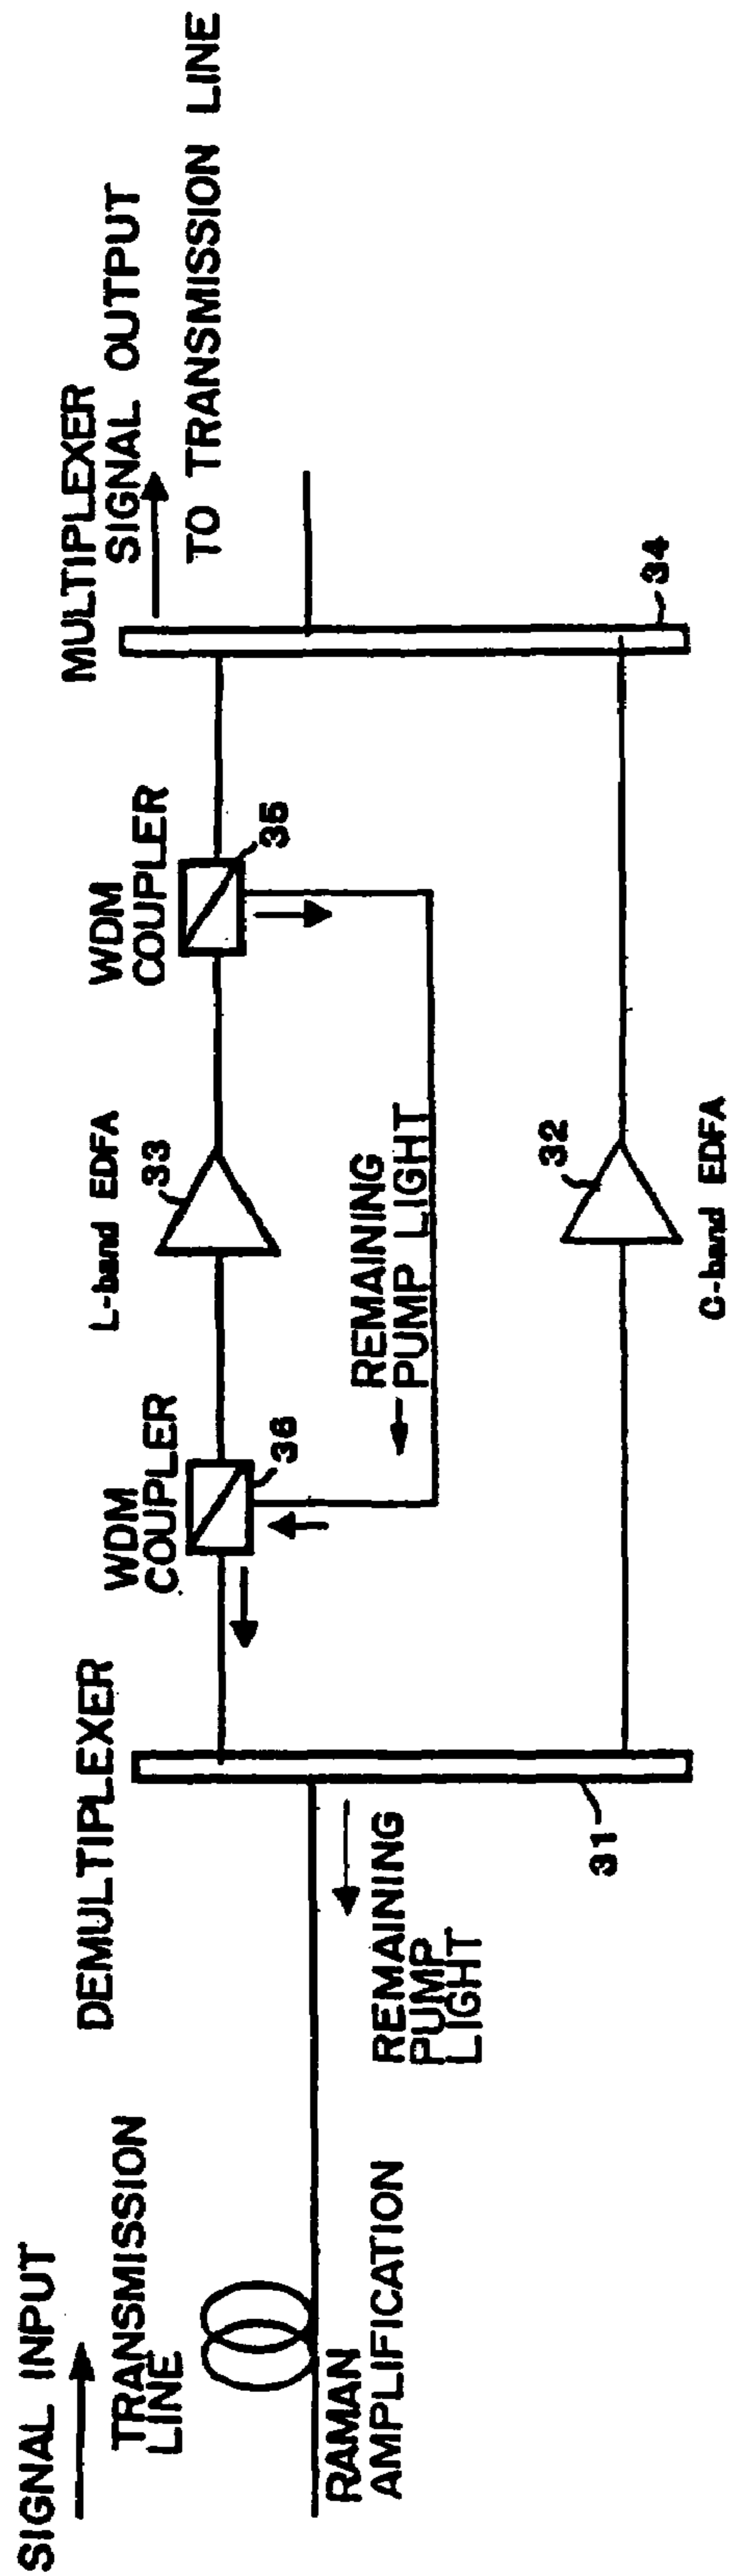 SIGNAL INPUT
TRANSMISSION
LINE
RAMAN
AMPLIFICATION
DEMULTIPLEXER
REMAINING
PUMP
LIGHT
31
WDM
COUPLER
36
L-band EDFA
33
REMAINING
PUMP LIGHT
WDM
COUPLER
35
32
C-band EDFA
MULTIPLEXER
SIGNAL OUTPUT
TO TRANSMISSION LINE
34